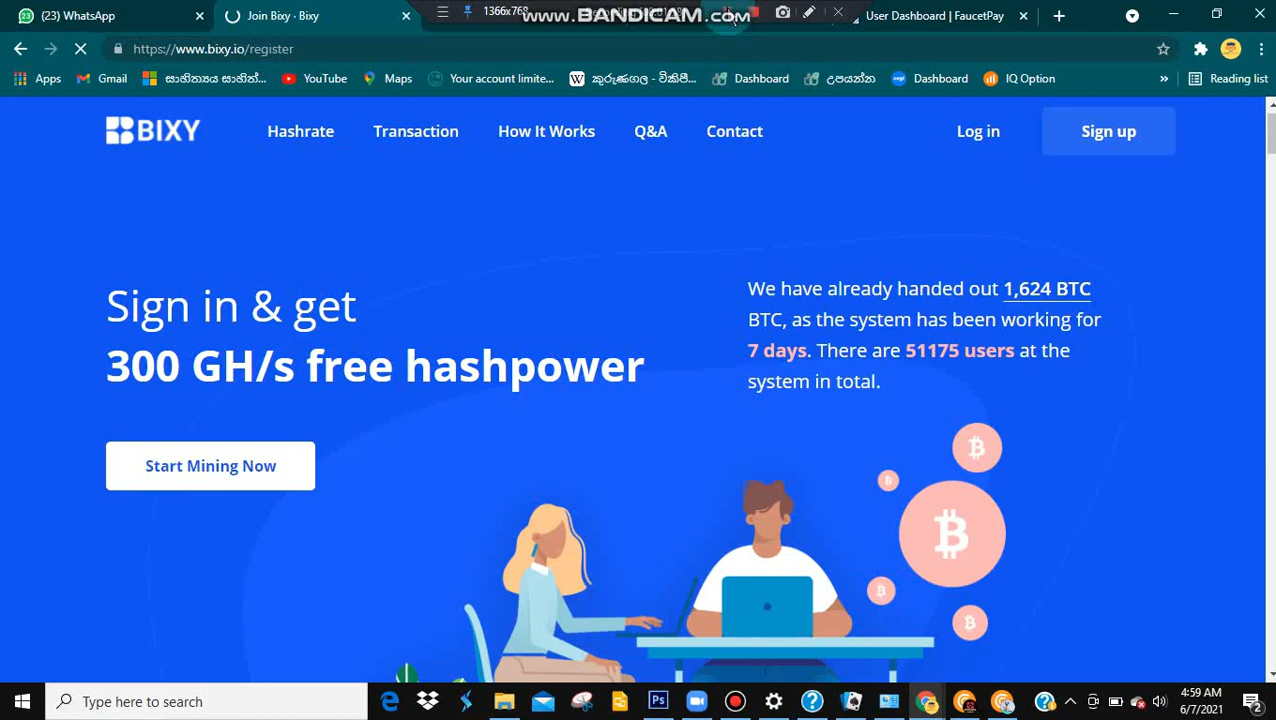 (23) WhatsApp
Join Bixy · Bixy
1366x768
www.BANDICAM.com
User Dashboard | FaucetPay
https://www.bixy.io/register
Apps
Gmail
සාහිත්‍යය සාහිත්...
YouTube
Maps
Your account limite...
කුරුණෑගල - විකිපී...
Dashboard
උපයන්න
Dashboard
IQ Option
»
Reading list
BIXY
Hashrate
Transaction
How It Works
Q&A
Contact
Log in
Sign up
Sign in & get
300 GH/s free hashpower
Start Mining Now
We have already handed out 1,624 BTC
BTC, as the system has been working for
7 days. There are 51175 users at the
system in total.
Type here to search
4:59 AM
6/7/2021